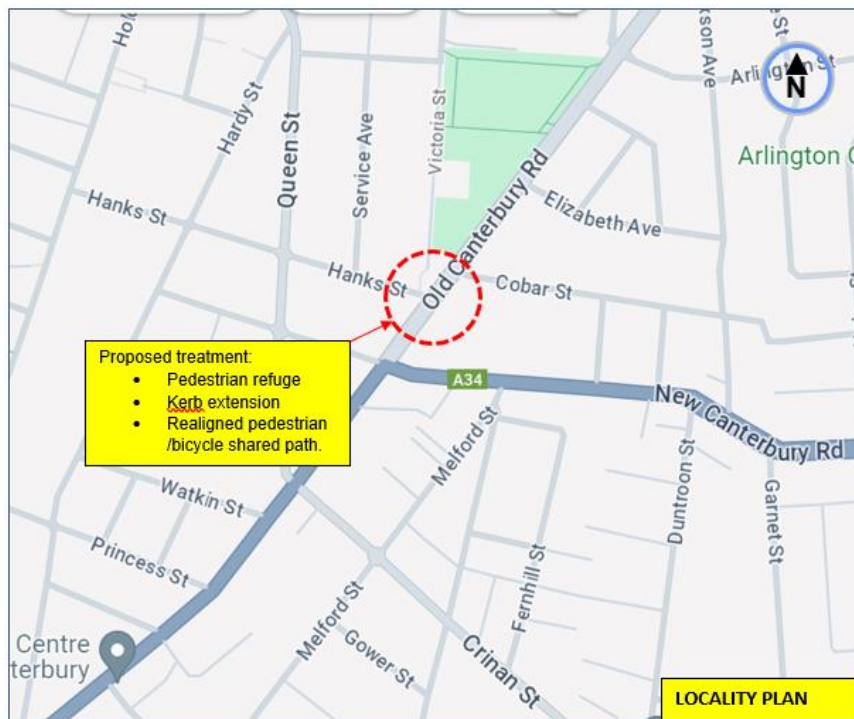 Holde
Hardy St
Queen St
Service Ave
Victoria St
Old Canterbury Rd
Arlington St
N
Arlington
Elizabeth Ave
Hanks St
Hanks St
Cobar St
Proposed treatment:
• Pedestrian refuge
• Kerb extension
• Realigned pedestrian
/bicycle shared path.
A34
New Canterbury Rd
Melford St
Watkin St
Princess St
Duntroon St
Garnet St
Fernhill St
Melford St
Gower St
Crinan St
Centre
terbury
LOCALITY PLAN